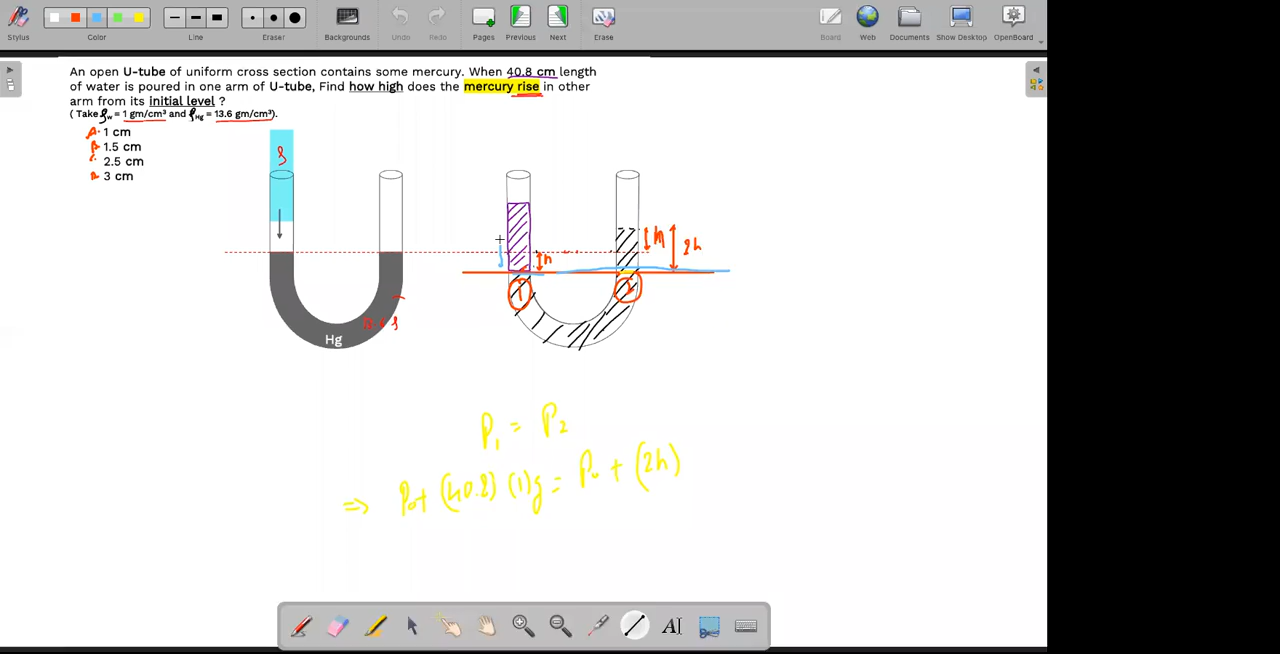 Stylus Color Line Eraser Backgrounds Undo Redo Pages Previous Next Erase Board Web Documents Show Desktop OpenBoard
An open U-tube of uniform cross section contains some mercury. When 40.8 cm length
of water is poured in one arm of U-tube, Find how high does the mercury rise in other
arm from its initial level ?
( Take ρw = 1 gm/cm³ and ρHg = 13.6 gm/cm³).
A. 1 cm
B. 1.5 cm
C. 2.5 cm
D. 3 cm
ρ
h
2h
h
1
2
Hg
P₁ = P₂
⇒ P₀ + (40.8) (1)g = P₀ + (2h)
AI